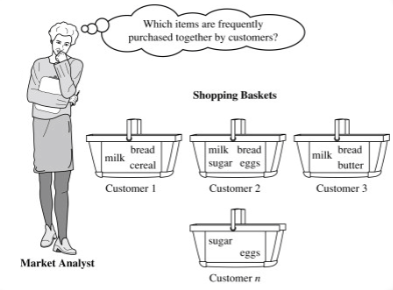 Which items are frequently
purchased together by customers?
Shopping Baskets
milk bread
cereal
milk bread
sugar eggs
milk bread
butter
Customer 1
Customer 2
Customer 3
sugar
eggs
Market Analyst
Customer n